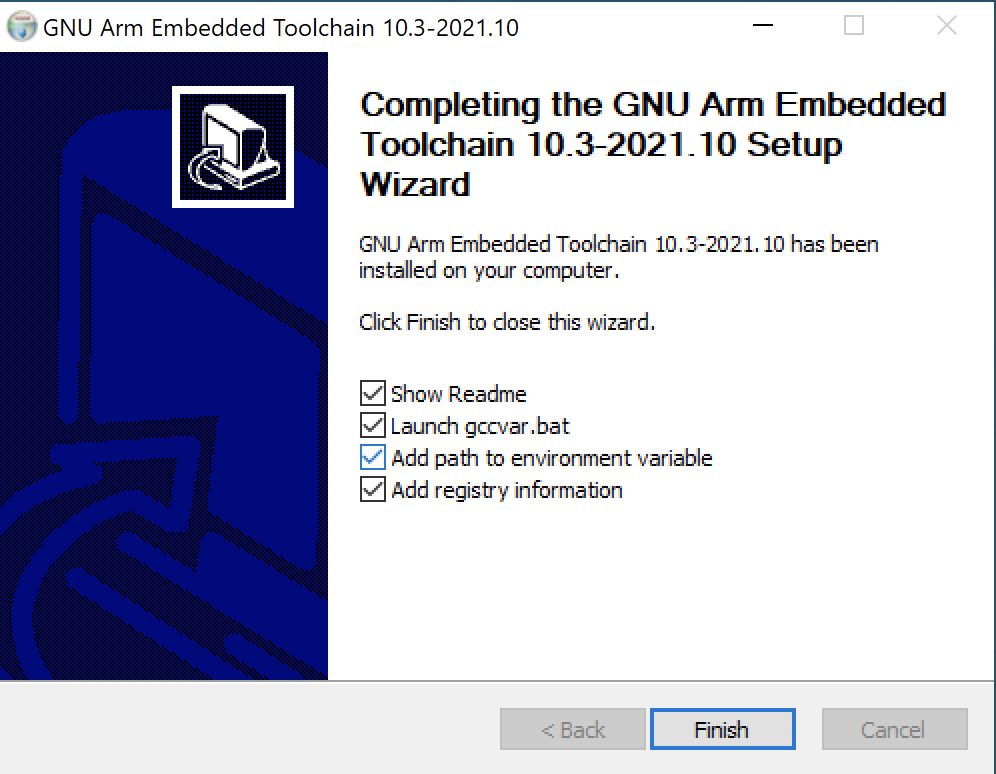 GNU Arm Embedded Toolchain 10.3-2021.10
Completing the GNU Arm Embedded
Toolchain 10.3-2021.10 Setup
Wizard
GNU Arm Embedded Toolchain 10.3-2021.10 has been
installed on your computer.
Click Finish to close this wizard.
Show Readme
Launch gccvar.bat
Add path to environment variable
Add registry information
< Back
Finish
Cancel